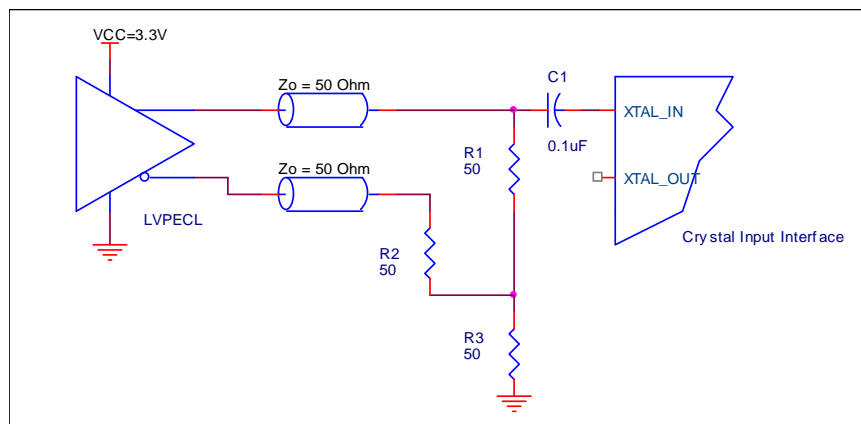 VCC=3.3V
Zo = 50 Ohm
C1
0.1uF
XTAL_IN
R1
50
Zo = 50 Ohm
XTAL_OUT
LVPECL
Crystal Input Interface
R2
50
R3
50